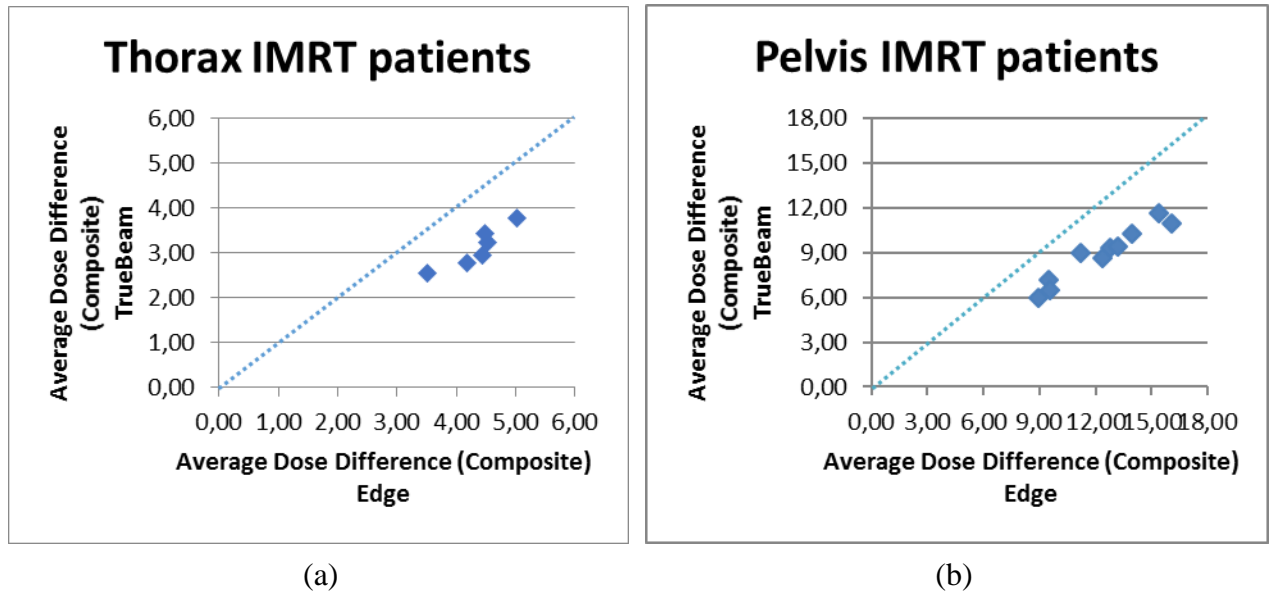 Thorax IMRT patients
Average Dose Difference
(Composite)
TrueBeam
6,00
5,00
4,00
3,00
2,00
1,00
0,00
0,00 1,00 2,00 3,00 4,00 5,00 6,00
Average Dose Difference (Composite)
Edge
(a)
Pelvis IMRT patients
Average Dose Difference
(Composite)
TrueBeam
18,00
15,00
12,00
9,00
6,00
3,00
0,00
0,00 3,00 6,00 9,00 12,00 15,00 18,00
Average Dose Difference (Composite)
Edge
(b)